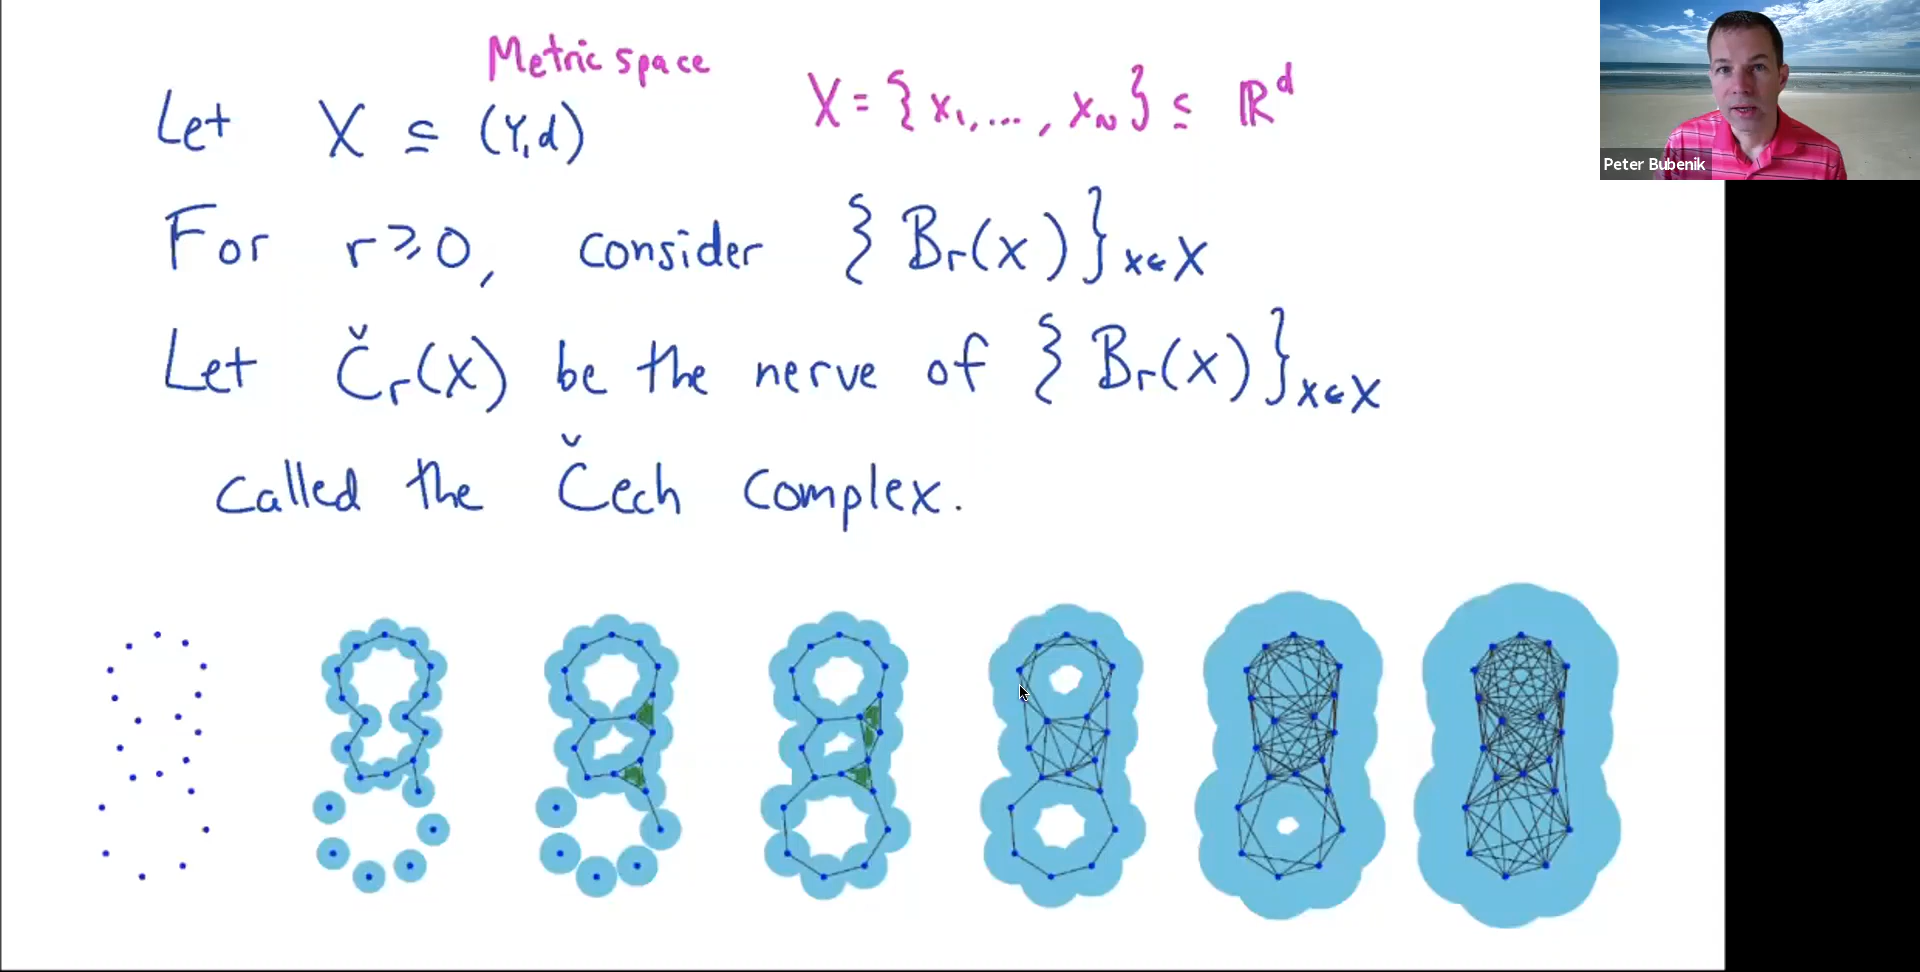 Metric space
Let X ⊆ (Y,d)
X = {x₁,..., x_N} ⊆ ℝᵈ
For r ≥ 0, consider {Bᵣ(x)}ₓ∈X
Let Čᵣ(X) be the nerve of {Bᵣ(x)}ₓ∈X
called the Čech complex.
Peter Bubenik